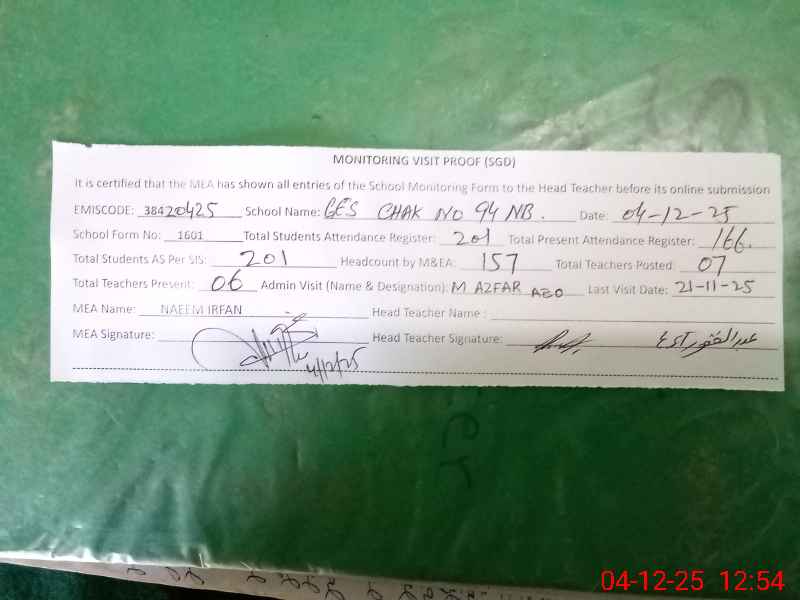 MONITORING VISIT PROOF (SGD)
It is certified that the MEA has shown all entries of the School Monitoring Form to the Head Teacher before its online submission
EMISCODE: 38420425 School Name: GES CHAK NO 94 NB. Date: 04-12-25
School Form No: 1601 Total Students Attendance Register: 201 Total Present Attendance Register: 166.
Total Students AS Per SIS: 201 Headcount by M&EA: 157 Total Teachers Posted: 07
Total Teachers Present: 06 Admin Visit (Name & Designation): M AZFAR AEO Last Visit Date: 21-11-25
MEA Name: NAEEM IRFAN Head Teacher Name :
MEA Signature: Head Teacher Signature: عبد الغفور
4/12/25
04-12-25 12:54